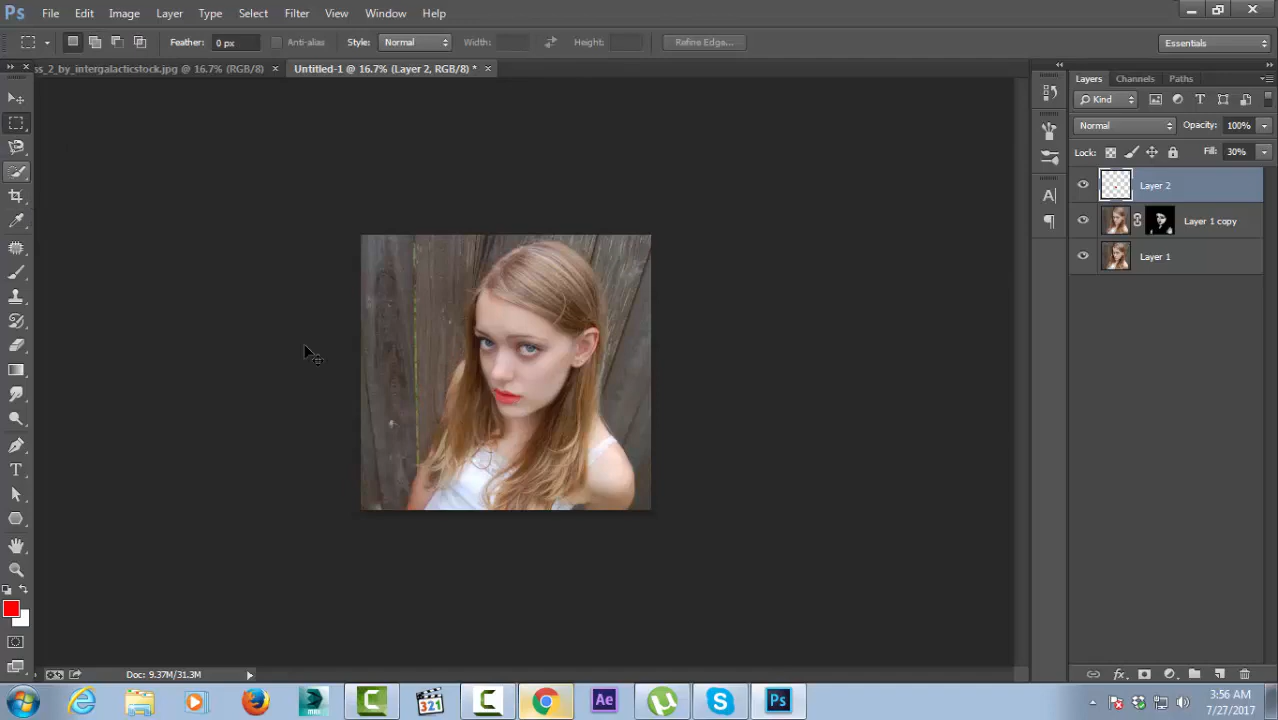 Ps File Edit Image Layer Type Select Filter View Window Help
Feather: 0 px Anti-alias Style: Normal Width: Height: Refine Edge... Essentials
ss_2_by_intergalacticstock.jpg @ 16.7% (RGB/8) × Untitled-1 @ 16.7% (Layer 2, RGB/8) * ×
Layers Channels Paths
Kind
Normal Opacity: 100%
Lock: Fill: 30%
Layer 2
Layer 1 copy
Layer 1
Doc: 9.37M/31.3M
3:56 AM
7/27/2017